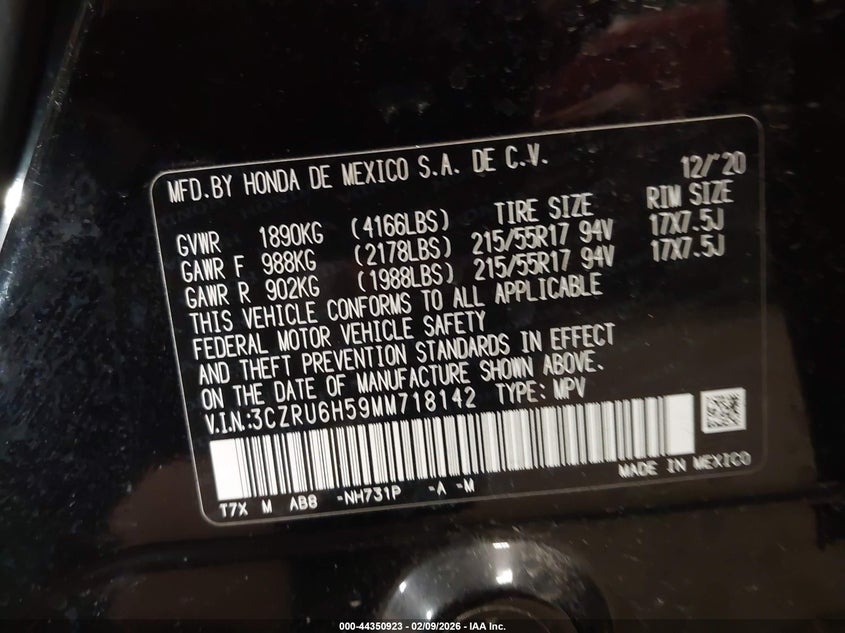 MFD.BY HONDA DE MEXICO S.A. DE C.V. 12/'20
TIRE SIZE RIM SIZE
GVWR 1890KG (4166LBS)
GAWR F 988KG (2178LBS) 215/55R17 94V 17X7.5J
GAWR R 902KG (1988LBS) 215/55R17 94V 17X7.5J
THIS VEHICLE CONFORMS TO ALL APPLICABLE
FEDERAL MOTOR VEHICLE SAFETY
AND THEFT PREVENTION STANDARDS IN EFFECT
ON THE DATE OF MANUFACTURE SHOWN ABOVE.
V.I.N.:3CZRU6H59MM718142 TYPE: MPV
MADE IN MEXICO
T7X M AB8 -NH731P -A -M
000-44350923 - 02/09/2026 - IAA Inc.